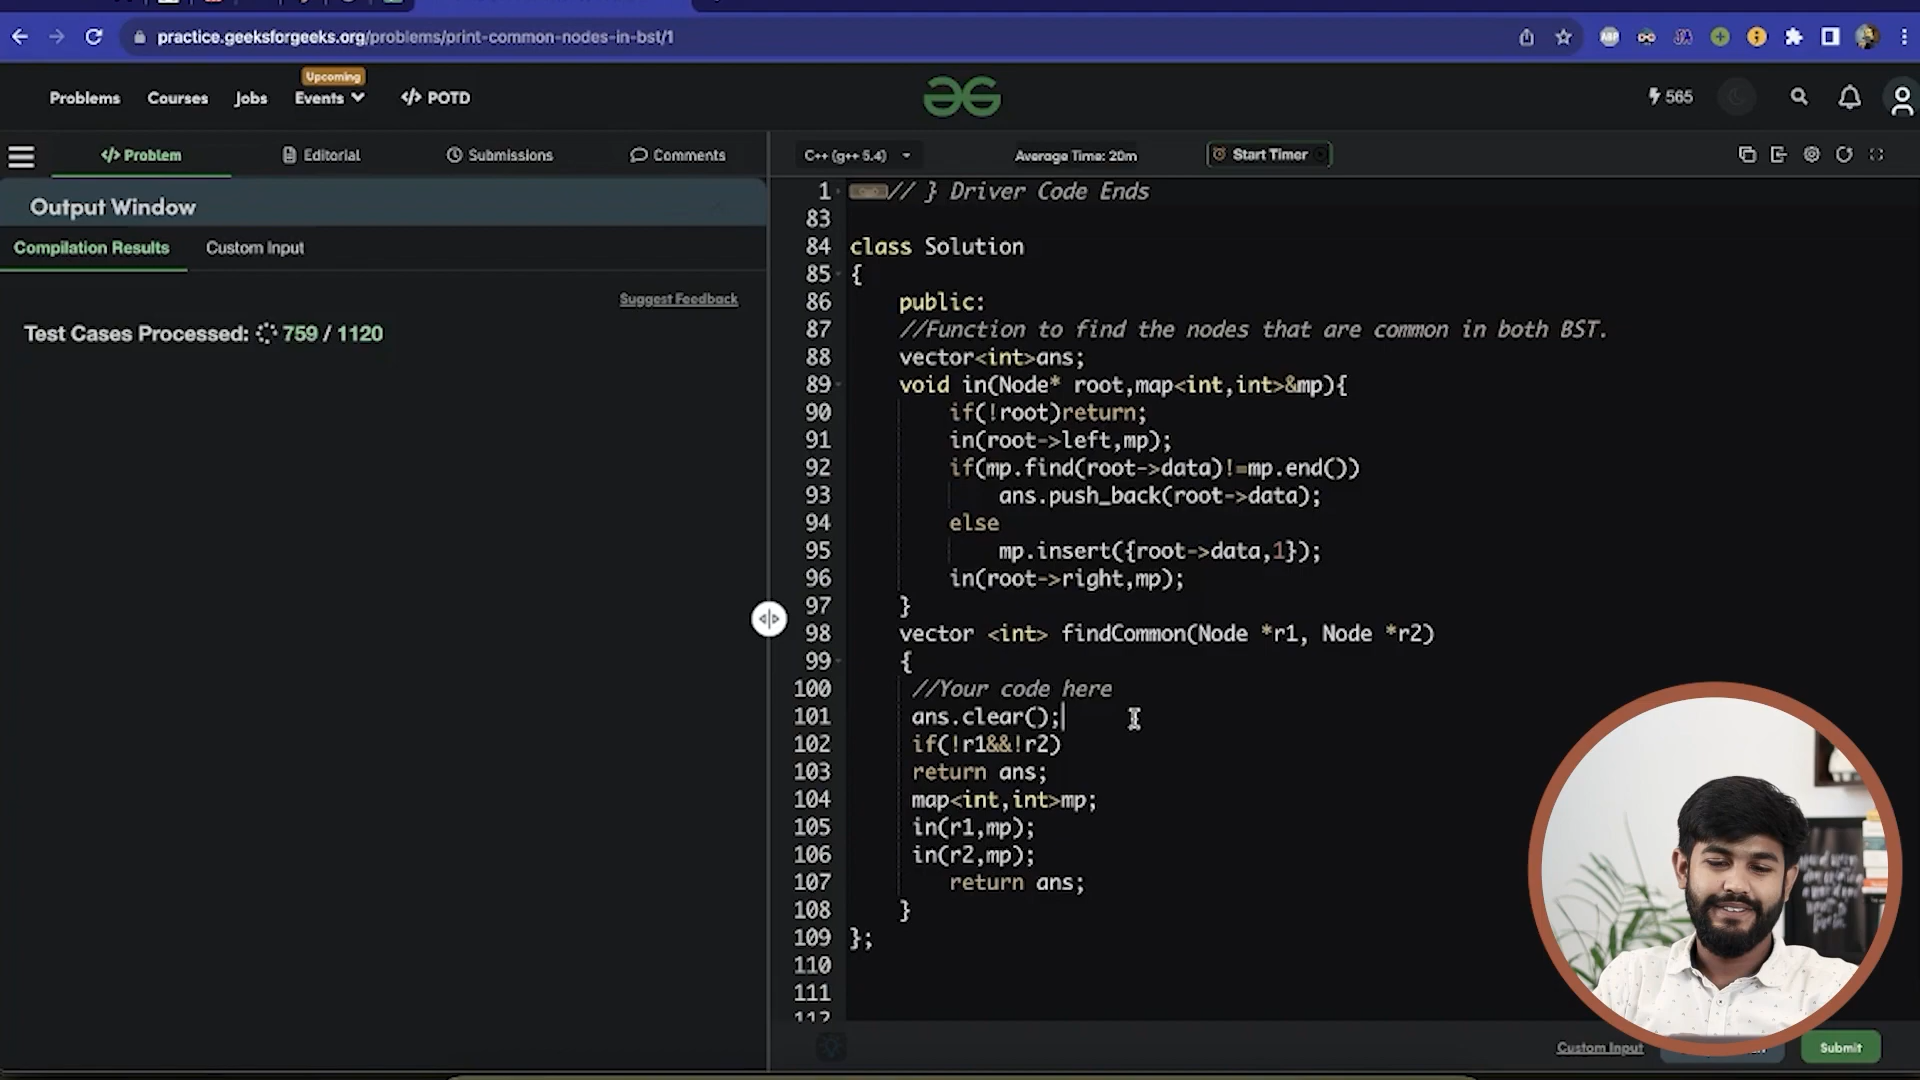 practice.geeksforgeeks.org/problems/print-common-nodes-in-bst/1
ABP
Upcoming
Problems Courses Jobs Events </> POTD
565
</> Problem Editorial Submissions Comments
C++ (g++ 5.4) Average Time: 20m Start Timer
Output Window
Compilation Results Custom Input
Suggest Feedback
Test Cases Processed: 759 / 1120
1 // } Driver Code Ends
83
84 class Solution
85 {
86 public:
87 //Function to find the nodes that are common in both BST.
88 vector<int>ans;
89 void in(Node* root,map<int,int>&mp){
90 if(!root)return;
91 in(root->left,mp);
92 if(mp.find(root->data)!=mp.end())
93 ans.push_back(root->data);
94 else
95 mp.insert({root->data,1});
96 in(root->right,mp);
97 }
98 vector <int> findCommon(Node *r1, Node *r2)
99 {
100 //Your code here
101 ans.clear();
102 if(!r1&&!r2)
103 return ans;
104 map<int,int>mp;
105 in(r1,mp);
106 in(r2,mp);
107 return ans;
108 }
109 };
110
111
112
Custom Input Submit